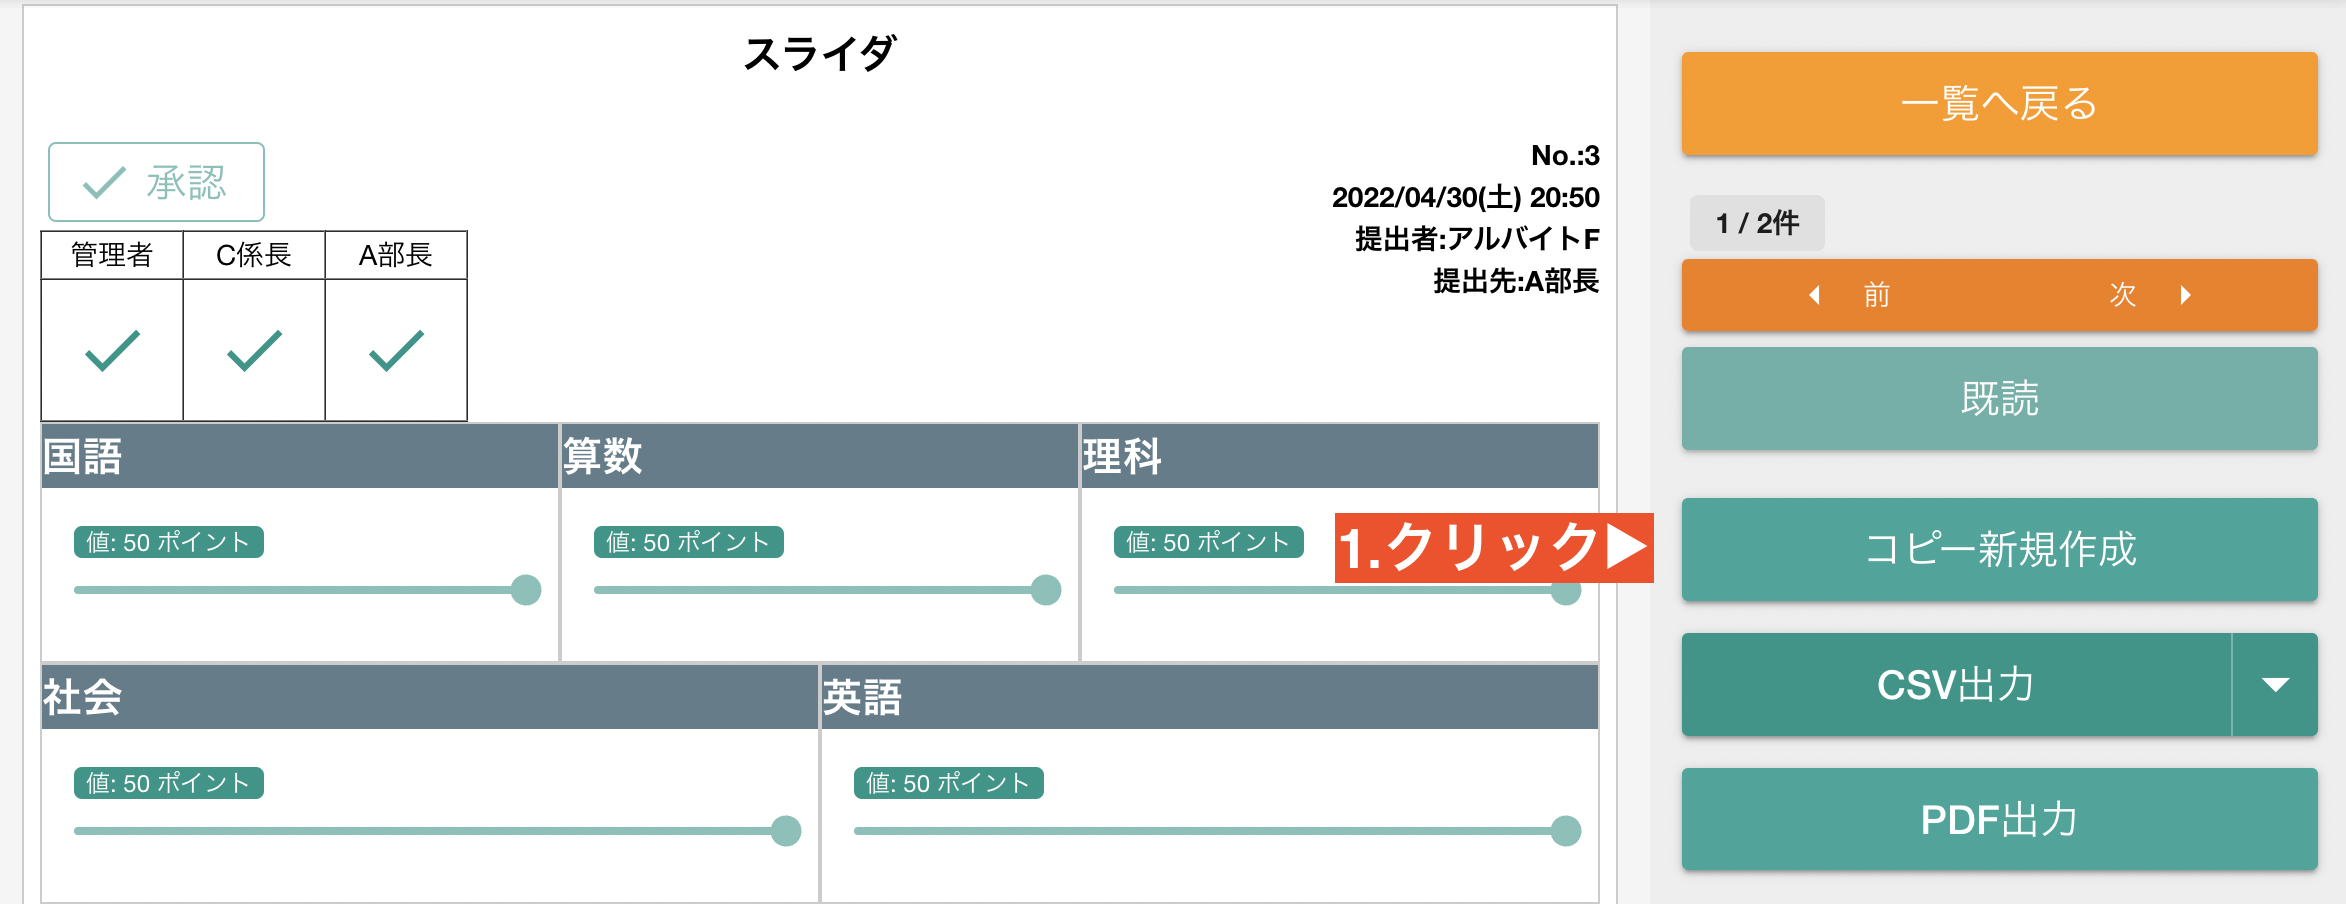 スライダ
承認
No.:3
2022/04/30(土) 20:50
提出者:アルバイトF
提出先:A部長
管理者 C係長 A部長
国語 算数 理科
値: 50 ポイント 値: 50 ポイント 値: 50 ポイント
1.クリック▶
社会 英語
値: 50 ポイント 値: 50 ポイント
一覧へ戻る
1 / 2件
前 次
既読
コピー新規作成
CSV出力
PDF出力